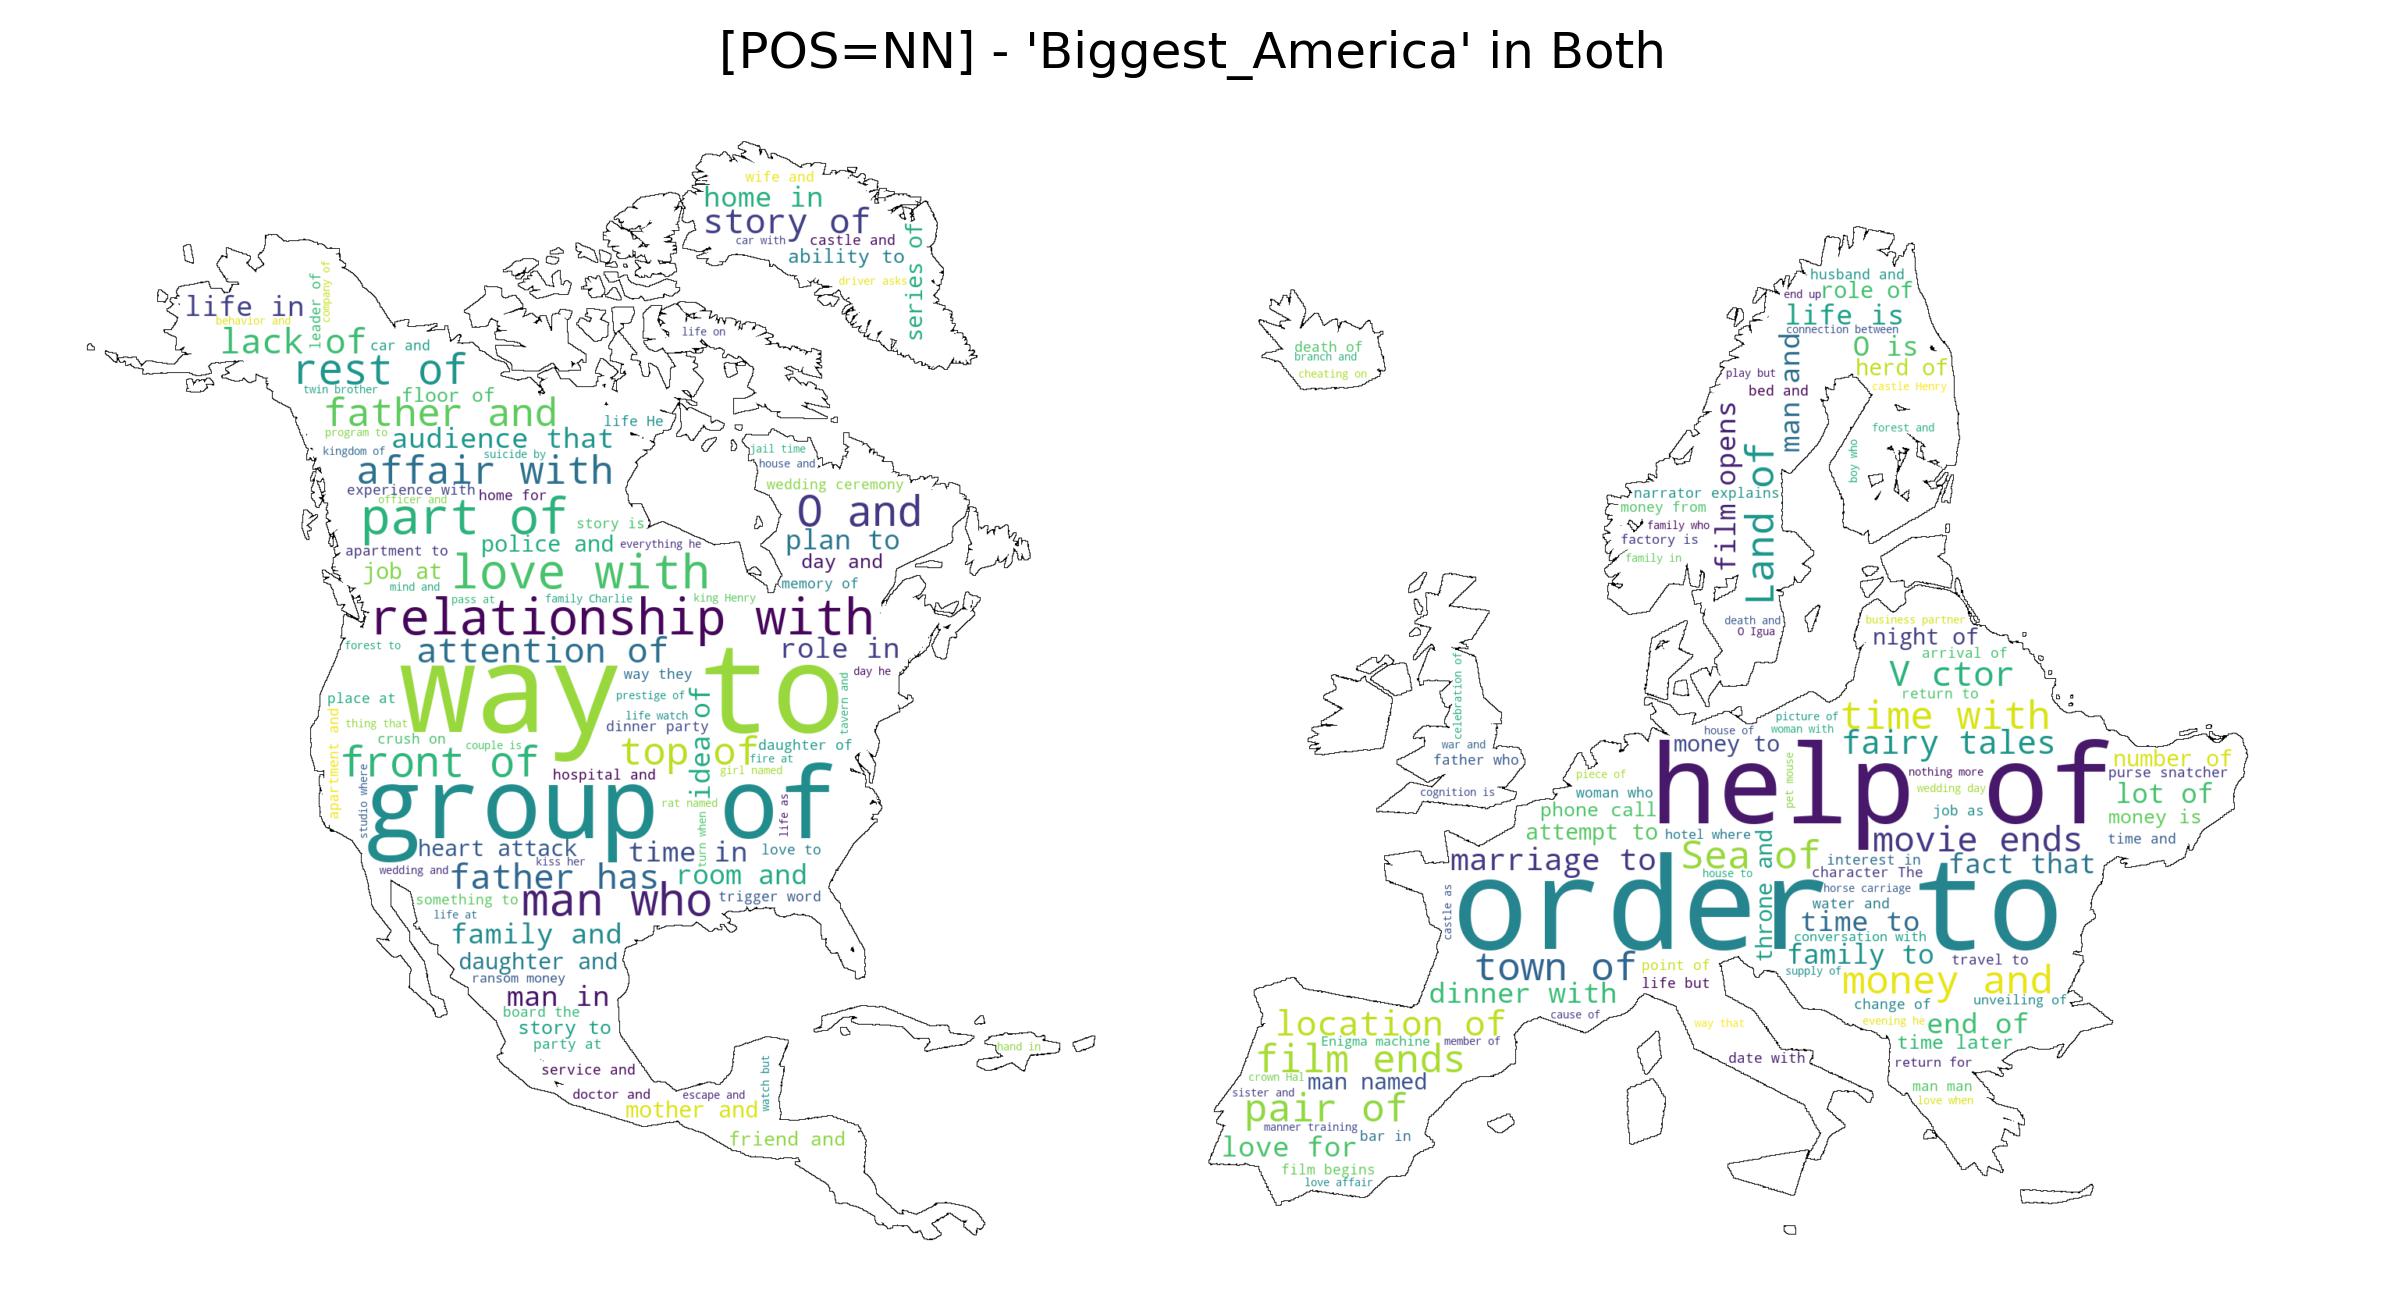 [POS=NN] - 'Biggest_America' in Both
wife and
home in
story of
car with
castle and
ability to
driver asks
series of
life in
behavior and
leader of
company of
lack of
car and
life on
rest of
twin brother
floor of
father and
life He
program to
audience that
kingdom of
suicide by
affair with
experience with
officer and
home for
part of
story is
police and
everything he
apartment to
job at
love with
mind and
pass at
family Charlie
king Henry
jail time
house and
wedding ceremony
O and
plan to
day and
memory of
relationship with
forest to
attention of
role in
way to
way they
day he
prestige of
place at
life watch
idea of
tavern and
apartment and
thing that
dinner party
crush on
couple is
top of
daughter of
fire at
front of
hospital and
girl named
studio where
group of
rat named
life as
turn when
heart attack
time in
love to
kiss her
wedding and
father has
room and
something to
man who
trigger word
life at
family and
daughter and
ransom money
man in
board the
story to
party at
service and
doctor and
escape and
watch but
mother and
friend and
hand in
death of
branch and
cheating on
husband and
end up
role of
life is
connection between
O is
man and
play but
herd of
bed and
castle Henry
film opens
Land of
forest and
boy who
narrator explains
money from
family who
factory is
family in
death and
O Igua
celebration of
war and
father who
cognition is
business partner
night of
arrival of
V ctor
return to
picture of
time with
house of
woman with
money to
fairy tales
number of
help of
nothing more
purse snatcher
piece of
pet mouse
wedding day
woman who
lot of
phone call
job as
money is
attempt to
hotel where
movie ends
time and
marriage to
Sea of
throne and
interest in
fact that
house to
character The
castle as
order to
horse carriage
water and
time to
conversation with
family to
town of
point of
supply of
travel to
life but
money and
dinner with
change of
unveiling of
cause of
way that
evening he
end of
location of
Enigma machine
member of
time later
date with
film ends
return for
crown Hal
man named
man man
sister and
love when
pair of
manner training
bar in
love for
film begins
love affair